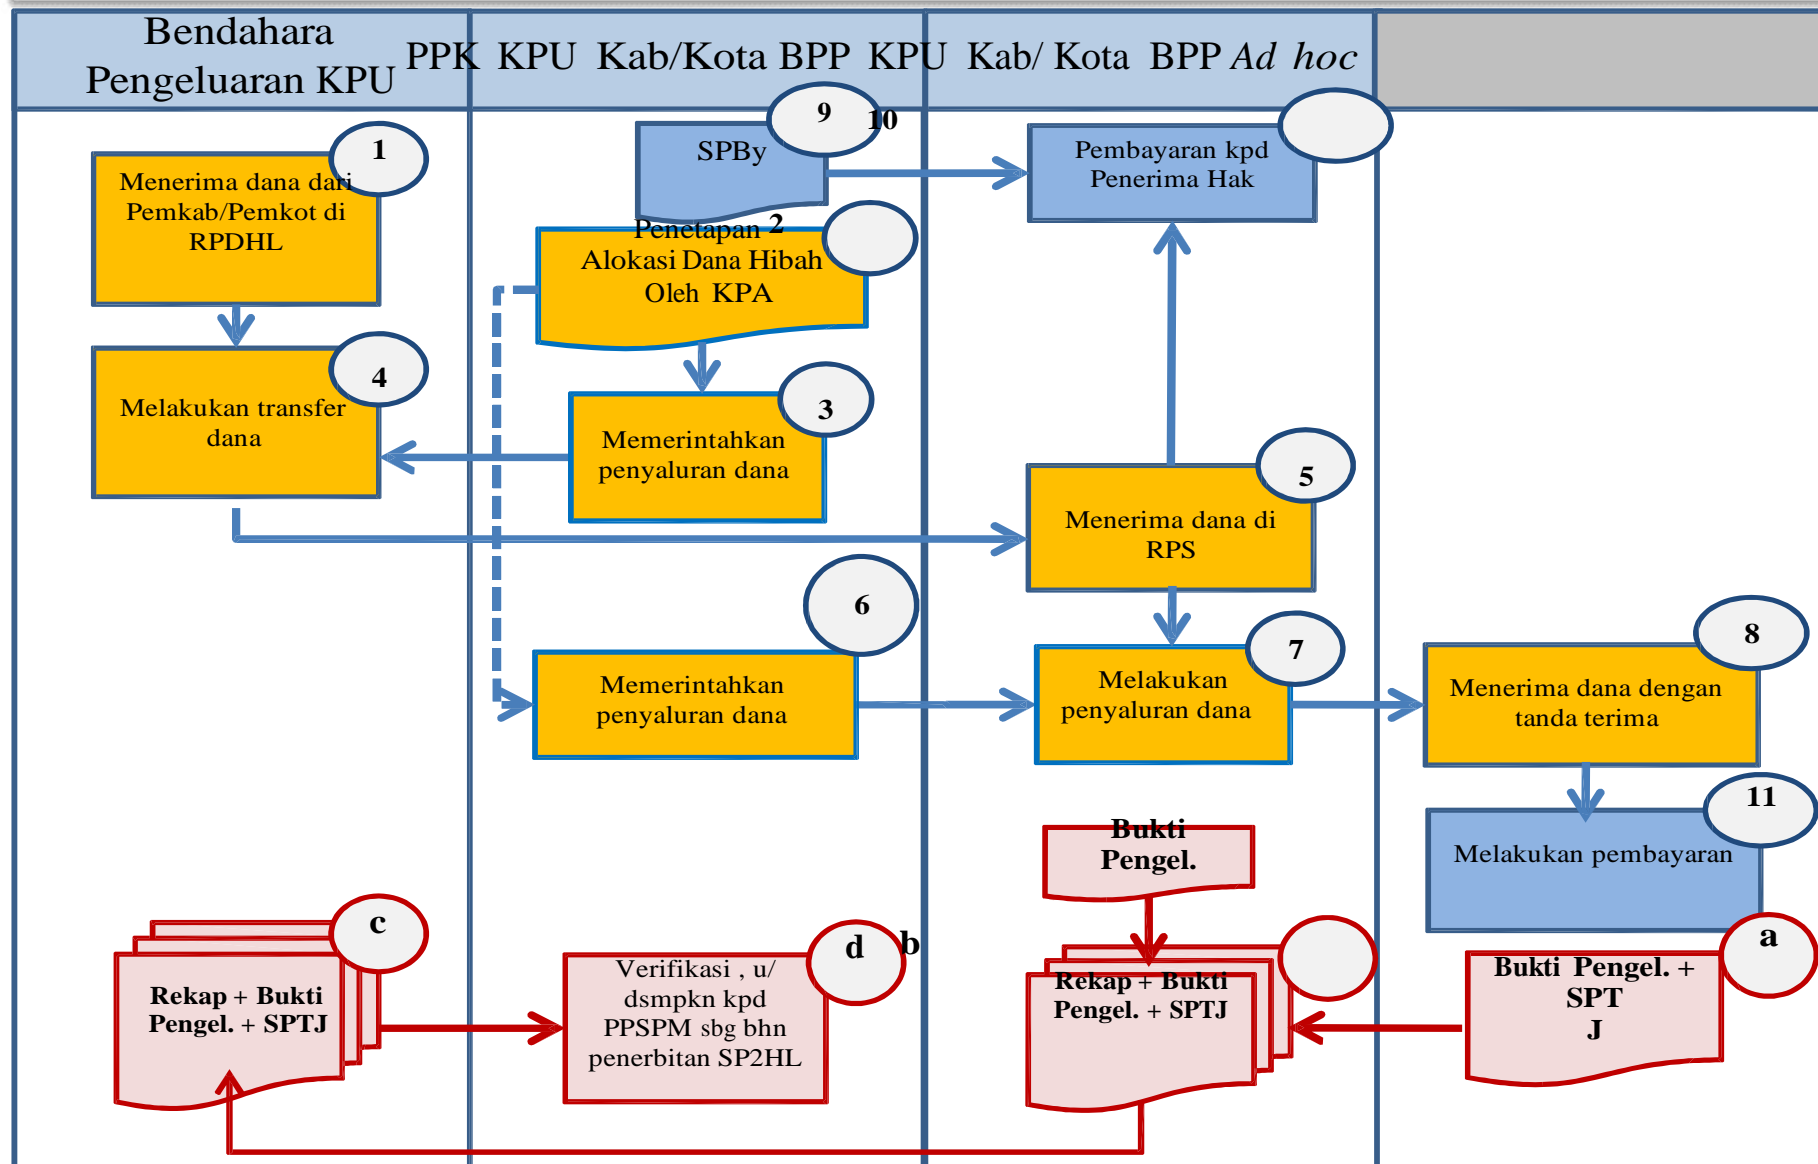 Bendahara
Pengeluaran KPU
PPK KPU Kab/Kota BPP KPU Kab/ Kota BPP Ad hoc
1
Menerima dana dari
Pemkab/Pemkot di
RPDHL
9
10
SPBy
Pembayaran kpd
Penerima Hak
Penetapan
2
Alokasi Dana Hibah
Oleh KPA
4
Melakukan transfer
dana
3
Memerintahkan
penyaluran dana
5
Menerima dana di
RPS
6
Memerintahkan
penyaluran dana
7
Melakukan
penyaluran dana
8
Menerima dana dengan
tanda terima
11
Melakukan pembayaran
Bukti
Pengel.
c
Rekap + Bukti
Pengel. + SPTJ
d
b
Verifikasi , u/
dsmpkn kpd
PPSPM sbg bhn
penerbitan SP2HL
Rekap + Bukti
Pengel. + SPTJ
a
Bukti Pengel. +
SPT
J